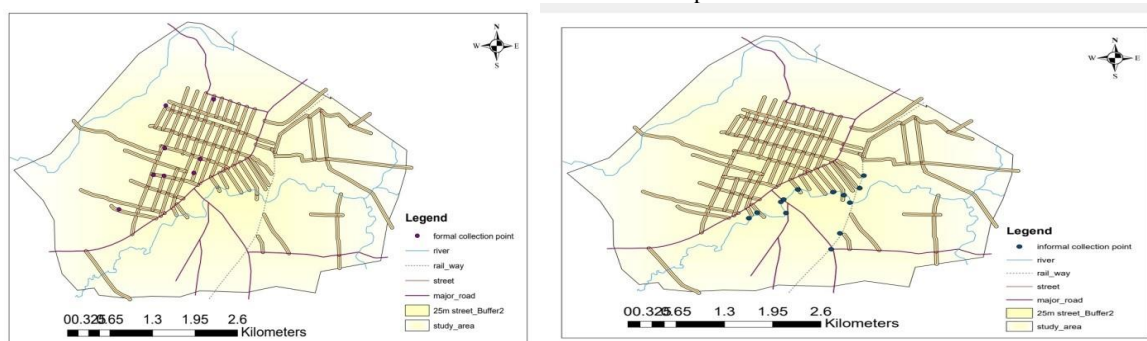 N
W E
S
Legend
formal collection point
river
rail_way
street
major_road
25m street_Buffer2
study_area
00.3250.65 1.3 1.95 2.6
Kilometers
N
W E
S
Legend
informal collection point
river
rail_way
street
major_road
25m street_Buffer2
study_area
00.3250.65 1.3 1.95 2.6
Kilometers